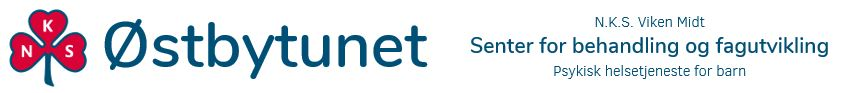 N K S
Østbytunet
N.K.S. Viken Midt
Senter for behandling og fagutvikling
Psykisk helsetjeneste for barn